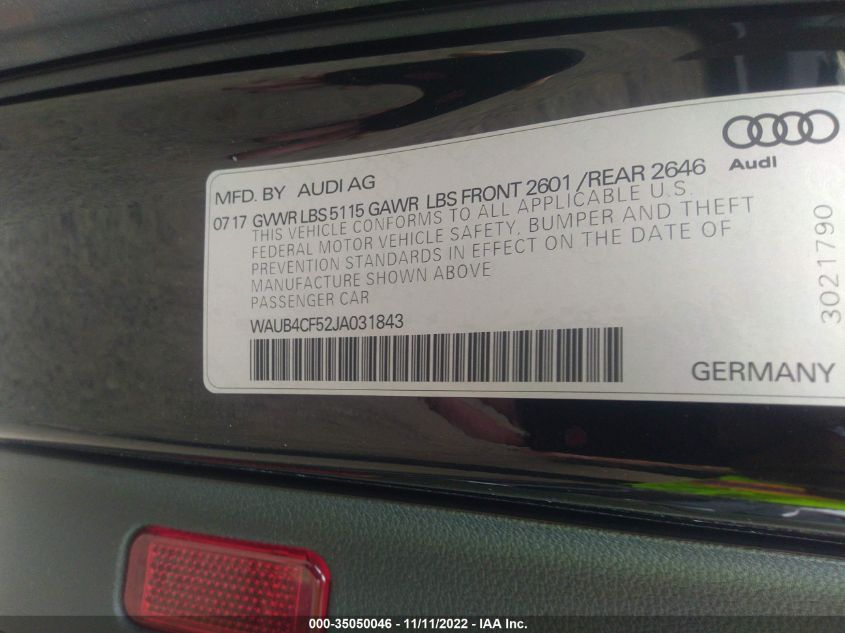 Audi
MFD. BY AUDI AG
07 17 GVWR LBS 5115 GAWR LBS FRONT 2601 / REAR 2646
THIS VEHICLE CONFORMS TO ALL APPLICABLE U.S.
FEDERAL MOTOR VEHICLE SAFETY, BUMPER AND THEFT
PREVENTION STANDARDS IN EFFECT ON THE DATE OF
MANUFACTURE SHOWN ABOVE
PASSENGER CAR
WAUB4CF52JA031843
GERMANY
3021790
000-35050046 - 11/11/2022 - IAA Inc.